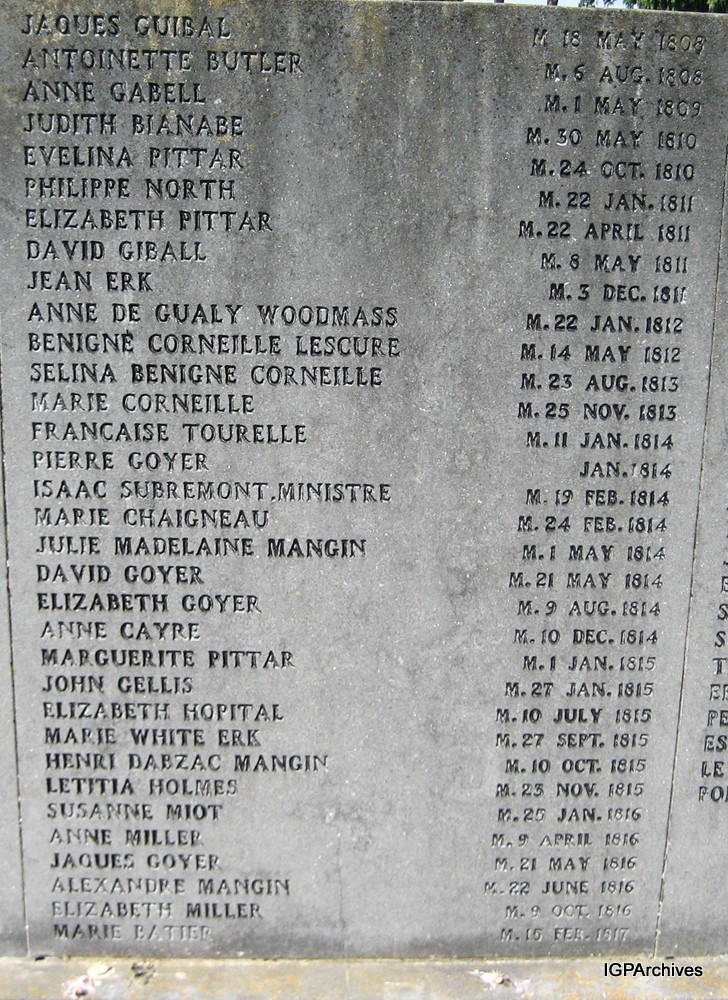 JAQUES GUIBAL M 18 MAY 1808
ANTOINETTE BUTLER M. 6 AUG. 1808
ANNE GABELL M. 1 MAY 1809
JUDITH BIANABE M. 30 MAY 1810
EVELINA PITTAR M. 24 OCT. 1810
PHILIPPE NORTH M. 22 JAN. 1811
ELIZABETH PITTAR M. 22 APRIL 1811
DAVID GIBALL M. 8 MAY 1811
JEAN ERK M. 3 DEC. 1811
ANNE DE GUALY WOODMASS M. 22 JAN. 1812
BENIGNE CORNEILLE LESCURE M. 14 MAY 1812
SELINA BENIGNE CORNEILLE M. 23 AUG. 1813
MARIE CORNEILLE M. 25 NOV. 1813
FRANCAISE TOURELLE M. 11 JAN. 1814
PIERRE GOYER JAN. 1814
ISAAC SUBREMONT. MINISTRE M. 19 FEB. 1814
MARIE CHAIGNEAU M. 24 FEB. 1814
JULIE MADELAINE MANGIN M. 1 MAY 1814
DAVID GOYER M. 21 MAY 1814
ELIZABETH GOYER M. 9 AUG. 1814
ANNE CAYRE M. 10 DEC. 1814
MARGUERITE PITTAR M. 1 JAN. 1815
JOHN GELLIS M. 27 JAN. 1815
ELIZABETH HOPITAL M. 10 JULY 1815
MARIE WHITE ERK M. 27 SEPT. 1815
HENRI DABZAC MANGIN M. 10 OCT. 1815
LETITIA HOLMES M. 23 NOV. 1815
SUSANNE MIOT M. 25 JAN. 1816
ANNE MILLER M. 9 APRIL 1816
JAQUES GOYER M. 21 MAY 1816
ALEXANDRE MANGIN M. 22 JUNE 1816
ELIZABETH MILLER M. 9 OCT. 1816
MARIE BATIER M. 15 FEB. 1817
IGPArchives